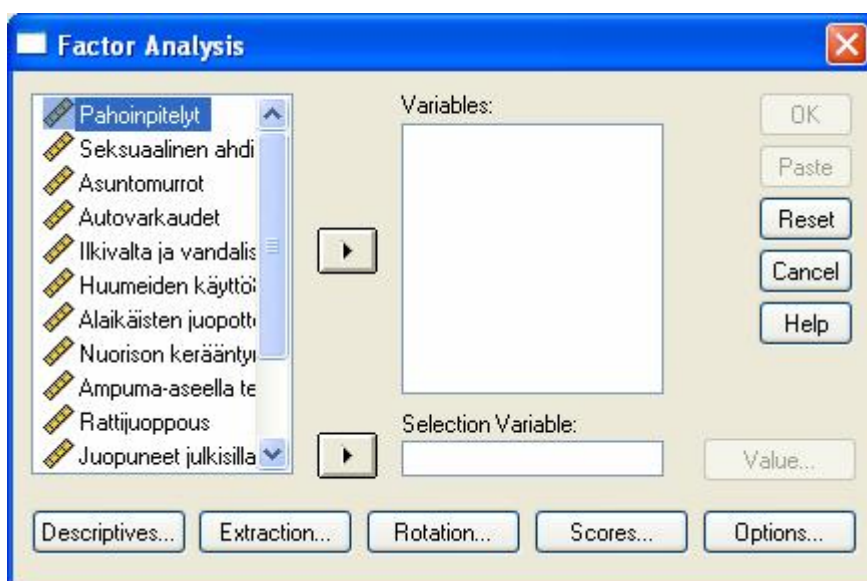 Factor Analysis
Pahoinpitelyt
Seksuaalinen ahdi
Asuntomurrot
Autovarkaudet
Ilkivalta ja vandalis
Huumeiden käyttö
Alaikäisten juopott
Nuorison kerääntyn
Ampuma-aseella te
Rattijuoppous
Juopuneet julkisilla
Variables:
Selection Variable:
OK
Paste
Reset
Cancel
Help
Value...
Descriptives...
Extraction...
Rotation...
Scores...
Options...